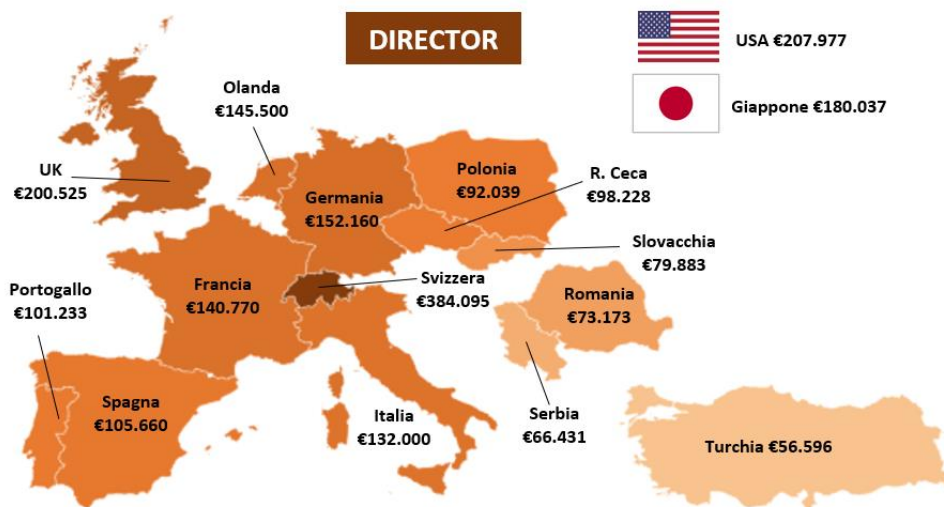 DIRECTOR
USA €207.977
Giappone €180.037
Olanda
€145.500
UK
€200.525
Germania
€152.160
Polonia
€92.039
R. Ceca
€98.228
Slovacchia
€79.883
Svizzera
€384.095
Francia
€140.770
Portogallo
€101.233
Romania
€73.173
Spagna
€105.660
Italia
€132.000
Serbia
€66.431
Turchia €56.596